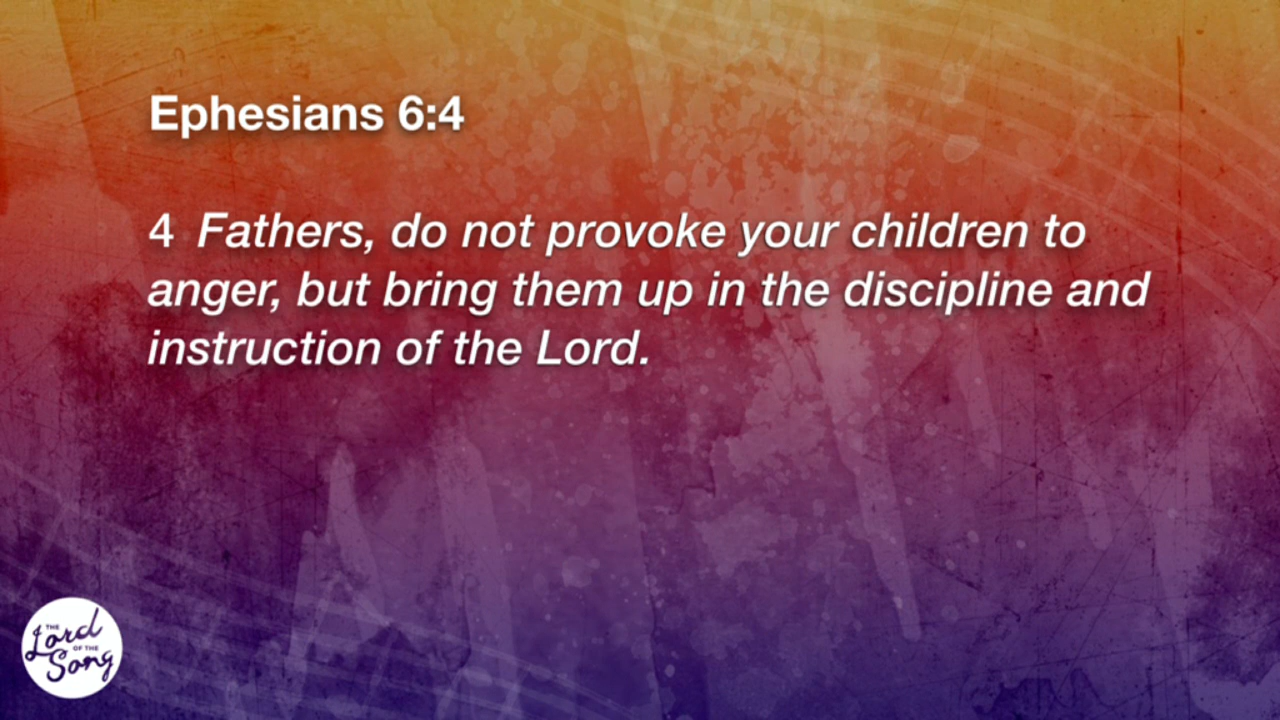 Ephesians 6:4
4 Fathers, do not provoke your children to
anger, but bring them up in the discipline and
instruction of the Lord.
THE
Lord
OF THE
Song